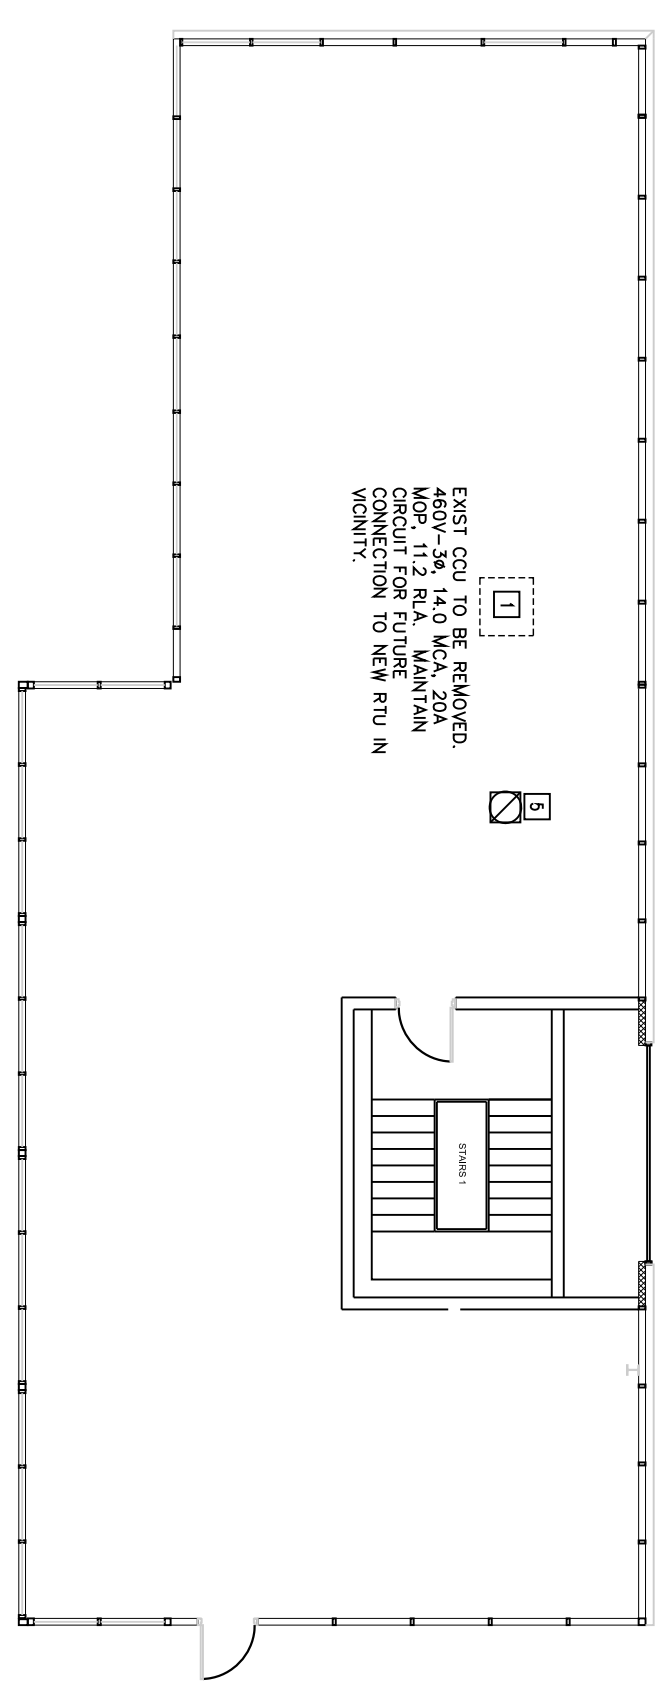 EXIST CCU TO BE REMOVED.
460V-3ø, 14.0 MCA, 20A
MOP, 11.2 RLA. MAINTAIN
CIRCUIT FOR FUTURE
CONNECTION TO NEW RTU IN
VICINITY.
1
5
STAIRS 1